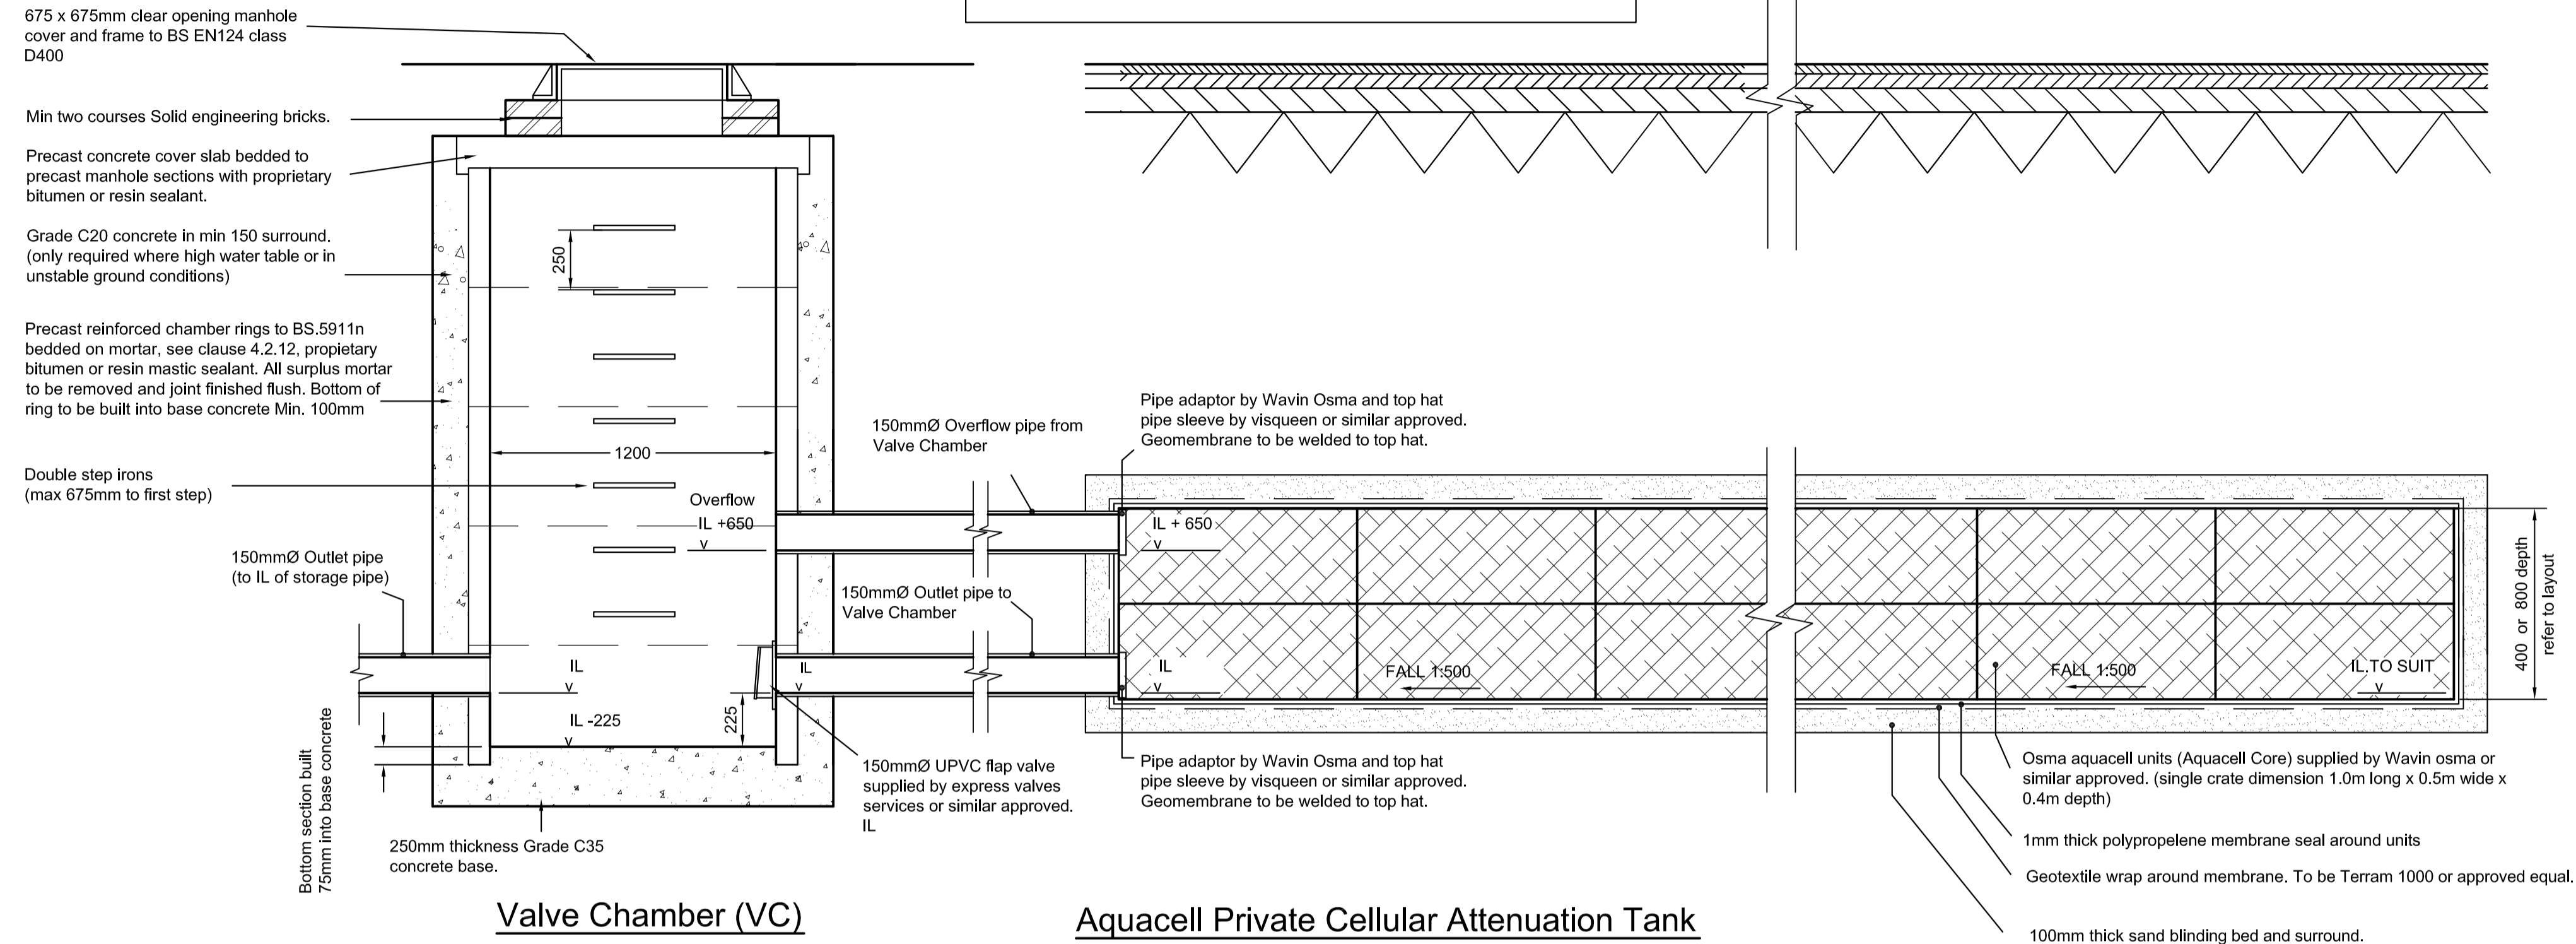 675 x 675mm clear opening manhole
cover and frame to BS EN124 class
D400
Min two courses Solid engineering bricks.
Precast concrete cover slab bedded to
precast manhole sections with proprietary
bitumen or resin sealant.
Grade C20 concrete in min 150 surround.
(only required where high water table or in
unstable ground conditions)
Precast reinforced chamber rings to BS.5911n
bedded on mortar, see clause 4.2.12, propietary
bitumen or resin mastic sealant. All surplus mortar
to be removed and joint finished flush. Bottom of
ring to be built into base concrete Min. 100mm
Double step irons
(max 675mm to first step)
150mmØ Outlet pipe
(to IL of storage pipe)
Bottom section built
75mm into base concrete
250mm thickness Grade C35
concrete base.
250
1200
Overflow
IL +650
v
IL
v
IL -225
v
225
IL
v
150mmØ Overflow pipe from
Valve Chamber
150mmØ Outlet pipe to
Valve Chamber
150mmØ UPVC flap valve
supplied by express valves
services or similar approved.
IL
Valve Chamber (VC)
Pipe adaptor by Wavin Osma and top hat
pipe sleeve by visqueen or similar approved.
Geomembrane to be welded to top hat.
IL + 650
v
IL
v
FALL 1:500
FALL 1:500
IL.TO SUIT
v
400 or 800 depth
refer to layout
Pipe adaptor by Wavin Osma and top hat
pipe sleeve by visqueen or similar approved.
Geomembrane to be welded to top hat.
Osma aquacell units (Aquacell Core) supplied by Wavin osma or
similar approved. (single crate dimension 1.0m long x 0.5m wide x
0.4m depth)
1mm thick polypropelene membrane seal around units
Geotextile wrap around membrane. To be Terram 1000 or approved equal.
100mm thick sand blinding bed and surround.
Aquacell Private Cellular Attenuation Tank